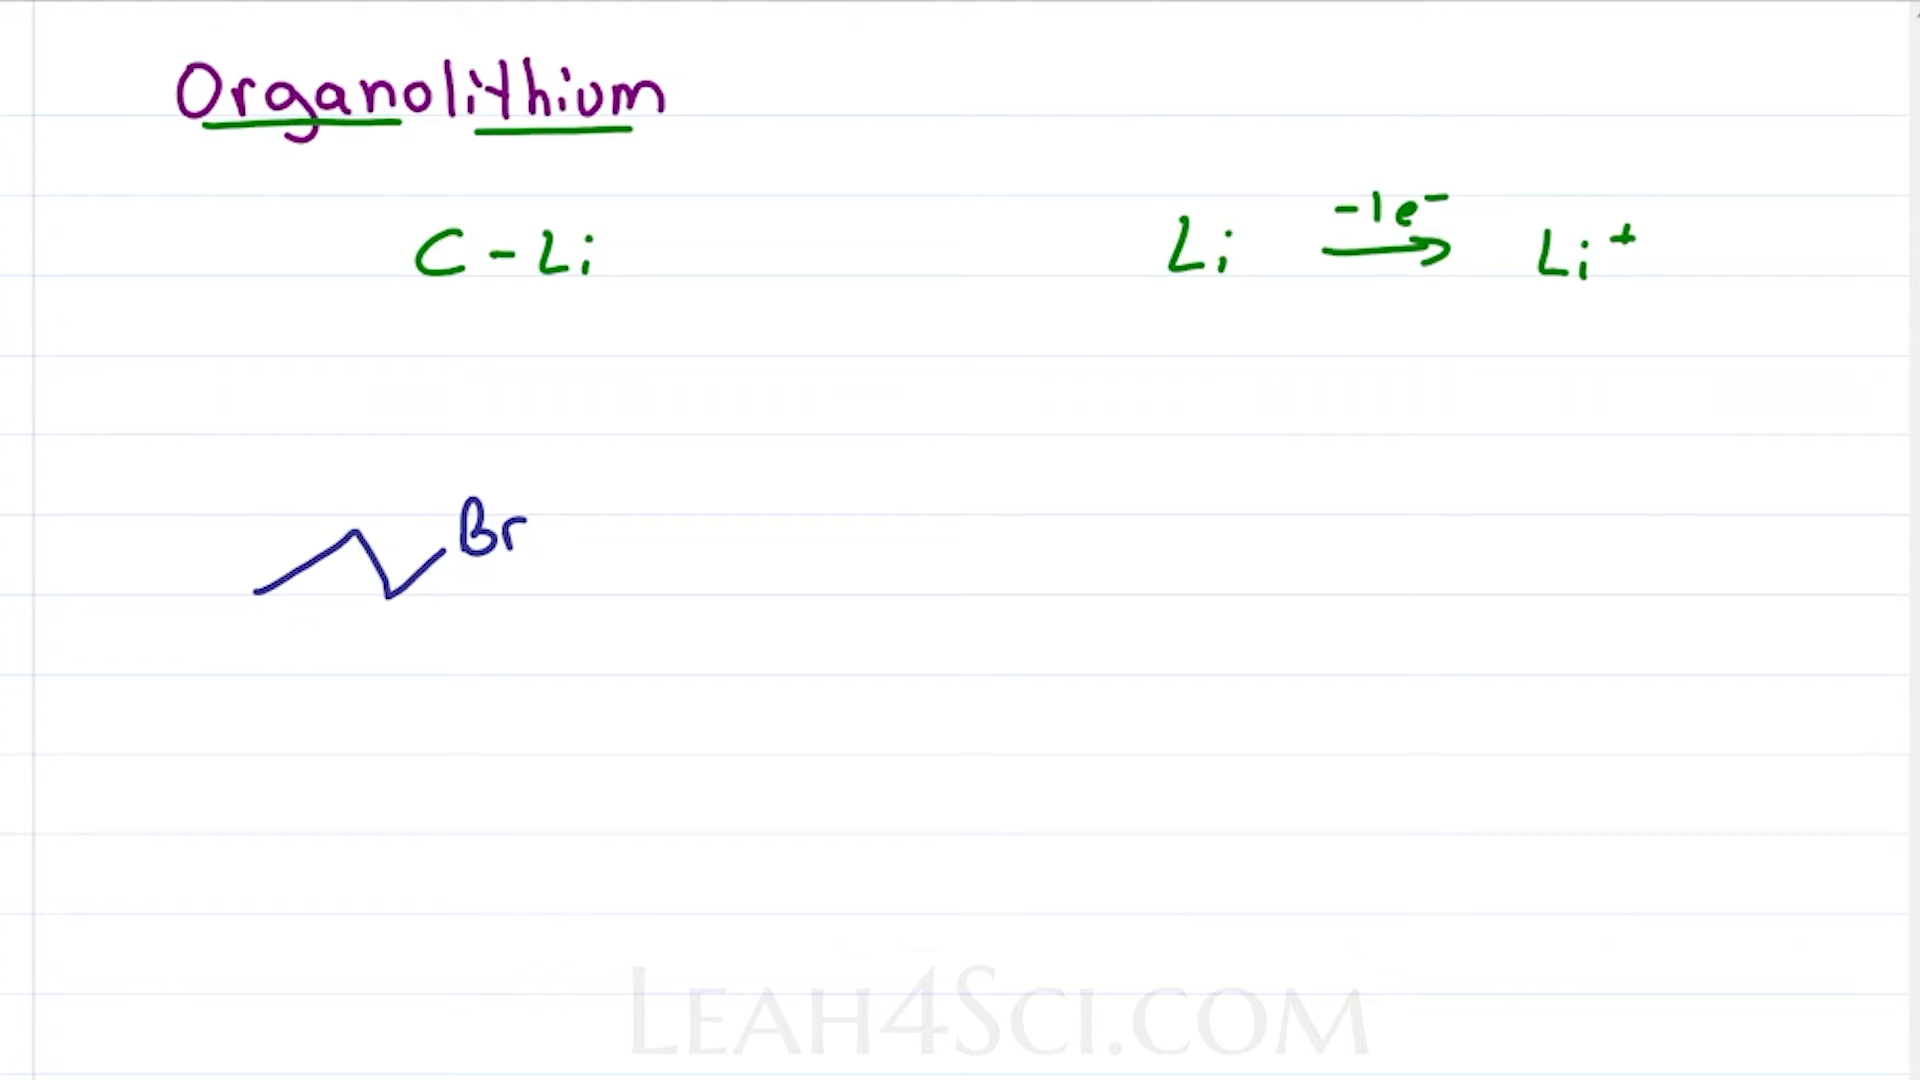 Organolithium
C - Li
Li -1e⁻ → Li⁺
Br
LEAH4SCI.COM